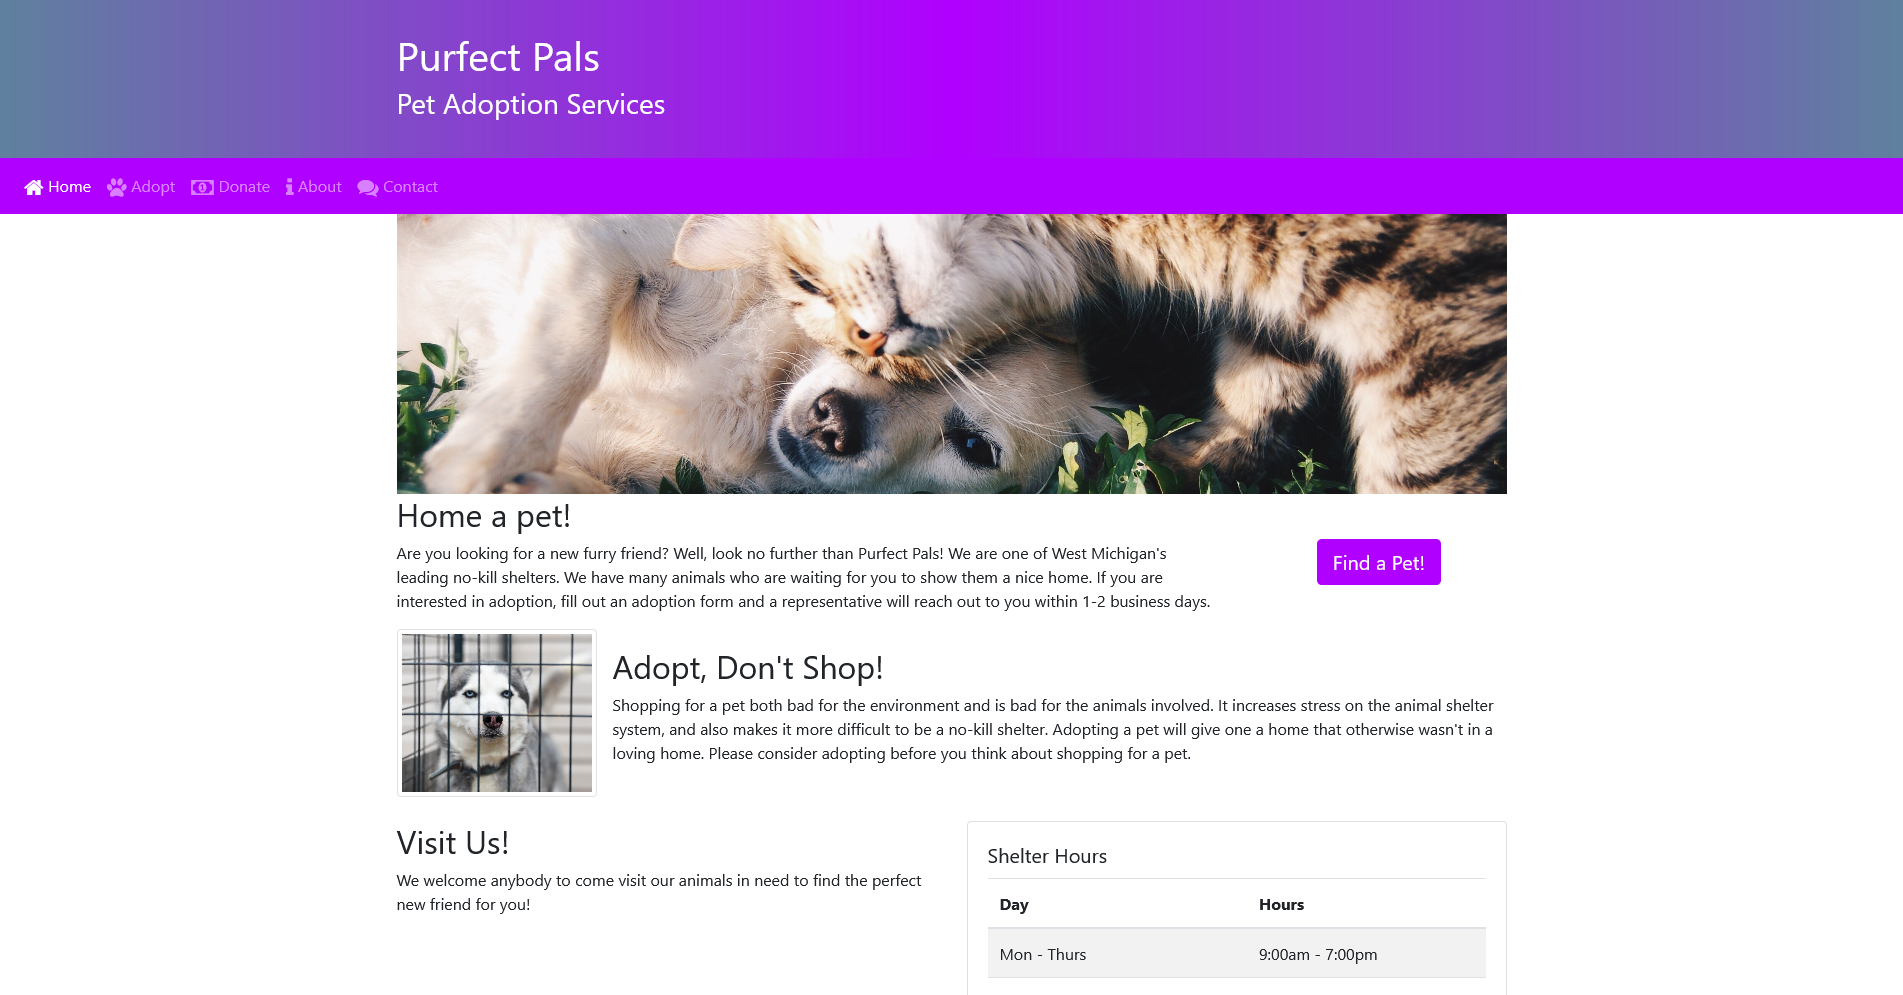 Purfect Pals
Pet Adoption Services
Home Adopt Donate About Contact
Home a pet!
Are you looking for a new furry friend? Well, look no further than Purfect Pals! We are one of West Michigan's
leading no-kill shelters. We have many animals who are waiting for you to show them a nice home. If you are
interested in adoption, fill out an adoption form and a representative will reach out to you within 1-2 business days.
Find a Pet!
Adopt, Don't Shop!
Shopping for a pet both bad for the environment and is bad for the animals involved. It increases stress on the animal shelter
system, and also makes it more difficult to be a no-kill shelter. Adopting a pet will give one a home that otherwise wasn't in a
loving home. Please consider adopting before you think about shopping for a pet.
Visit Us!
We welcome anybody to come visit our animals in need to find the perfect
new friend for you!
Shelter Hours
Day Hours
Mon - Thurs 9:00am - 7:00pm